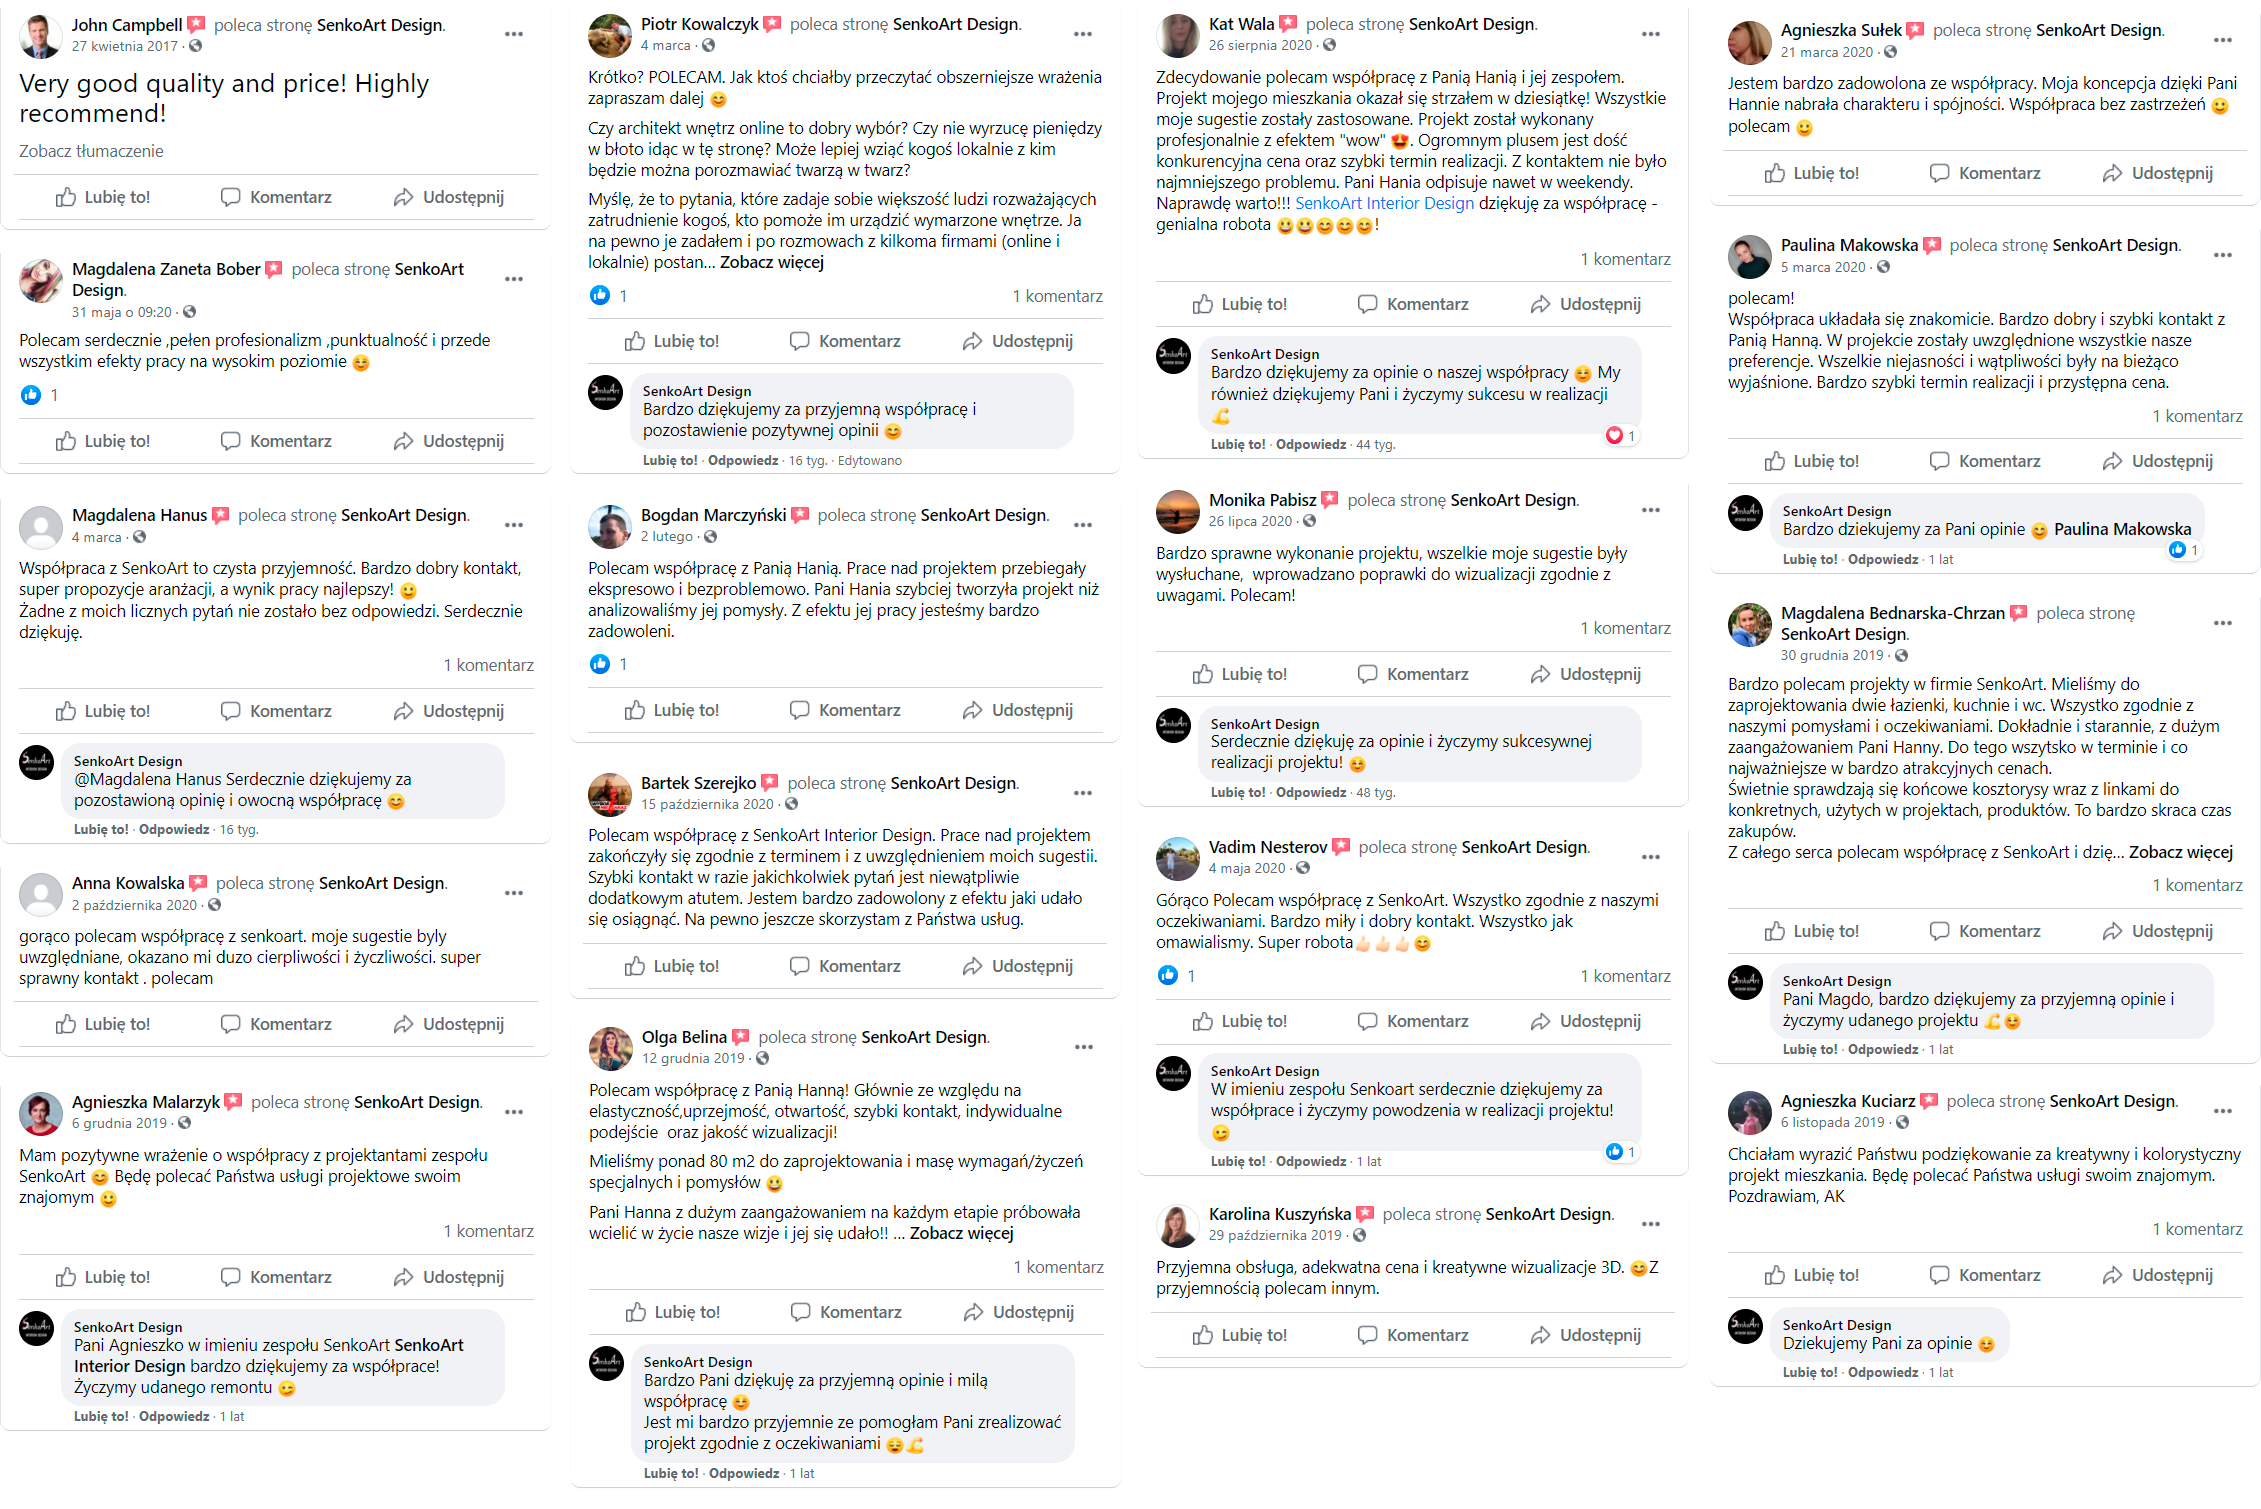 John Campbell poleca stronę SenkoArt Design.
27 kwietnia 2017 ·
Very good quality and price! Highly
recommend!
Zobacz tłumaczenie
Lubię to! Komentarz Udostępnij
Magdalena Zaneta Bober poleca stronę SenkoArt
Design.
31 maja o 09:20 ·
Polecam serdecznie ,pełen profesionalizm ,punktualność i przede
wszystkim efekty pracy na wysokim poziomie 😊
1
Lubię to! Komentarz Udostępnij
Magdalena Hanus poleca stronę SenkoArt Design.
4 marca ·
Współpraca z SenkoArt to czysta przyjemność. Bardzo dobry kontakt,
super propozycje aranżacji, a wynik pracy najlepszy! 🙂
Żadne z moich licznych pytań nie zostało bez odpowiedzi. Serdecznie
dziękuję.
1 komentarz
Lubię to! Komentarz Udostępnij
SenkoArt Design
@Magdalena Hanus Serdecznie dziękujemy za
pozostawioną opinię i owocną współpracę 😊
Lubię to! · Odpowiedz · 16 tyg.
Anna Kowalska poleca stronę SenkoArt Design.
2 października 2020 ·
gorąco polecam współpracę z senkoart. moje sugestie byly
uwzględniane, okazano mi duzo cierpliwości i życzliwości. super
sprawny kontakt . polecam
Lubię to! Komentarz Udostępnij
Agnieszka Malarzyk poleca stronę SenkoArt Design.
6 grudnia 2019 ·
Mam pozytywne wrażenie o współpracy z projektantami zespołu
SenkoArt 😊 Będę polecać Państwa usługi projektowe swoim
znajomym 🙂
1 komentarz
Lubię to! Komentarz Udostępnij
SenkoArt Design
Pani Agnieszko w imieniu zespołu SenkoArt SenkoArt
Interior Design bardzo dziękujemy za współprace!
Życzymy udanego remontu 😉
Lubię to! · Odpowiedz · 1 lat
Piotr Kowalczyk poleca stronę SenkoArt Design.
4 marca ·
Krótko? POLECAM. Jak ktoś chciałby przeczytać obszerniejsze wrażenia
zapraszam dalej 😊
Czy architekt wnętrz online to dobry wybór? Czy nie wyrzucę pieniędzy
w błoto idąc w tę stronę? Może lepiej wziąć kogoś lokalnie z kim
będzie można porozmawiać twarzą w twarz?
Myślę, że to pytania, które zadaje sobie większość ludzi rozważających
zatrudnienie kogoś, kto pomoże im urządzić wymarzone wnętrze. Ja
na pewno je zadałem i po rozmowach z kilkoma firmami (online i
lokalnie) postan... Zobacz więcej
1 1 komentarz
Lubię to! Komentarz Udostępnij
SenkoArt Design
Bardzo dziękujemy za przyjemną współpracę i
pozostawienie pozytywnej opinii 😊
Lubię to! · Odpowiedz · 16 tyg. · Edytowano
Bogdan Marczyński poleca stronę SenkoArt Design.
2 lutego ·
Polecam współpracę z Panią Hanią. Prace nad projektem przebiegały
ekspresowo i bezproblemowo. Pani Hania szybciej tworzyła projekt niż
analizowaliśmy jej pomysły. Z efektu jej pracy jesteśmy bardzo
zadowoleni.
1
Lubię to! Komentarz Udostępnij
Bartek Szerejko poleca stronę SenkoArt Design.
15 października 2020 ·
Polecam współpracę z SenkoArt Interior Design. Prace nad projektem
zakończyły się zgodnie z terminem i z uwzględnieniem moich sugestii.
Szybki kontakt w razie jakichkolwiek pytań jest niewątpliwie
dodatkowym atutem. Jestem bardzo zadowolony z efektu jaki udało
się osiągnąć. Na pewno jeszcze skorzystam z Państwa usług.
Lubię to! Komentarz Udostępnij
Olga Belina poleca stronę SenkoArt Design.
12 grudnia 2019 ·
Polecam współpracę z Panią Hanną! Głównie ze względu na
elastyczność,uprzejmość, otwartość, szybki kontakt, indywidualne
podejście oraz jakość wizualizacji!
Mieliśmy ponad 80 m2 do zaprojektowania i masę wymagań/życzeń
specjalnych i pomysłów 😃
Pani Hanna z dużym zaangażowaniem na każdym etapie próbowała
wcielić w życie nasze wizje i jej się udało!! ... Zobacz więcej
1 komentarz
Lubię to! Komentarz Udostępnij
SenkoArt Design
Bardzo Pani dziękuję za przyjemną opinie i milą
współpracę 😊
Jest mi bardzo przyjemnie ze pomogłam Pani zrealizować
projekt zgodnie z oczekiwaniami 😌💪
Lubię to! · Odpowiedz · 1 lat
Kat Wala poleca stronę SenkoArt Design.
26 sierpnia 2020 ·
Zdecydowanie polecam współpracę z Panią Hanią i jej zespołem.
Projekt mojego mieszkania okazał się strzałem w dziesiątkę! Wszystkie
moje sugestie zostały zastosowane. Projekt został wykonany
profesjonalnie z efektem "wow" 😍. Ogromnym plusem jest dość
konkurencyjna cena oraz szybki termin realizacji. Z kontaktem nie było
najmniejszego problemu. Pani Hania odpisuje nawet w weekendy.
Naprawdę warto!!! SenkoArt Interior Design dziękuję za współpracę -
genialna robota 😃😃😊😊😊!
1 komentarz
Lubię to! Komentarz Udostępnij
SenkoArt Design
Bardzo dziękujemy za opinie o naszej współpracy 😊 My
również dziękujemy Pani i życzymy sukcesu w realizacji
💪
1
Lubię to! · Odpowiedz · 44 tyg.
Monika Pabisz poleca stronę SenkoArt Design.
26 lipca 2020 ·
Bardzo sprawne wykonanie projektu, wszelkie moje sugestie były
wysłuchane, wprowadzano poprawki do wizualizacji zgodnie z
uwagami. Polecam!
1 komentarz
Lubię to! Komentarz Udostępnij
SenkoArt Design
Serdecznie dziękuję za opinie i życzymy sukcesywnej
realizacji projektu! 😊
Lubię to! · Odpowiedz · 48 tyg.
Vadim Nesterov poleca stronę SenkoArt Design.
4 maja 2020 ·
Górąco Polecam współpracę z SenkoArt. Wszystko zgodnie z naszymi
oczekiwaniami. Bardzo miły i dobry kontakt. Wszystko jak
omawialismy. Super robota👍🏻👍🏻👍🏻😊
1 1 komentarz
Lubię to! Komentarz Udostępnij
SenkoArt Design
W imieniu zespołu Senkoart serdecznie dziękujemy za
współprace i życzymy powodzenia w realizacji projektu!
😉
1
Lubię to! · Odpowiedz · 1 lat
Karolina Kuszyńska poleca stronę SenkoArt Design.
29 października 2019 ·
Przyjemna obsługa, adekwatna cena i kreatywne wizualizacje 3D. 😊Z
przyjemnością polecam innym.
Lubię to! Komentarz Udostępnij
Agnieszka Sułek poleca stronę SenkoArt Design.
21 marca 2020 ·
Jestem bardzo zadowolona ze współpracy. Moja koncepcja dzięki Pani
Hannie nabrała charakteru i spójności. Współpraca bez zastrzeżeń 🙂
polecam 🙂
Lubię to! Komentarz Udostępnij
Paulina Makowska poleca stronę SenkoArt Design.
5 marca 2020 ·
polecam!
Współpraca układała się znakomicie. Bardzo dobry i szybki kontakt z
Panią Hanną. W projekcie zostały uwzględnione wszystkie nasze
preferencje. Wszelkie niejasności i wątpliwości były na bieżąco
wyjaśnione. Bardzo szybki termin realizacji i przystępna cena.
1 komentarz
Lubię to! Komentarz Udostępnij
SenkoArt Design
Bardzo dziekujemy za Pani opinie 😊 Paulina Makowska
1
Lubię to! · Odpowiedz · 1 lat
Magdalena Bednarska-Chrzan poleca stronę
SenkoArt Design.
30 grudnia 2019 ·
Bardzo polecam projekty w firmie SenkoArt. Mieliśmy do
zaprojektowania dwie łazienki, kuchnie i wc. Wszystko zgodnie z
naszymi pomysłami i oczekiwaniami. Dokładnie i starannie, z dużym
zaangażowaniem Pani Hanny. Do tego wszytsko w terminie i co
najważniejsze w bardzo atrakcyjnych cenach.
Świetnie sprawdzają się końcowe kosztorysy wraz z linkami do
konkretnych, użytych w projektach, produktów. To bardzo skraca czas
zakupów.
Z całego serca polecam współpracę z SenkoArt i dzię... Zobacz więcej
1 komentarz
Lubię to! Komentarz Udostępnij
SenkoArt Design
Pani Magdo, bardzo dziękujemy za przyjemną opinie i
życzymy udanego projektu 💪😊
Lubię to! · Odpowiedz · 1 lat
Agnieszka Kuciarz poleca stronę SenkoArt Design.
6 listopada 2019 ·
Chciałam wyrazić Państwu podziękowanie za kreatywny i kolorystyczny
projekt mieszkania. Będę polecać Państwa usługi swoim znajomym.
Pozdrawiam, AK
1 komentarz
Lubię to! Komentarz Udostępnij
SenkoArt Design
Dziekujemy Pani za opinie 😊
Lubię to! · Odpowiedz · 1 lat